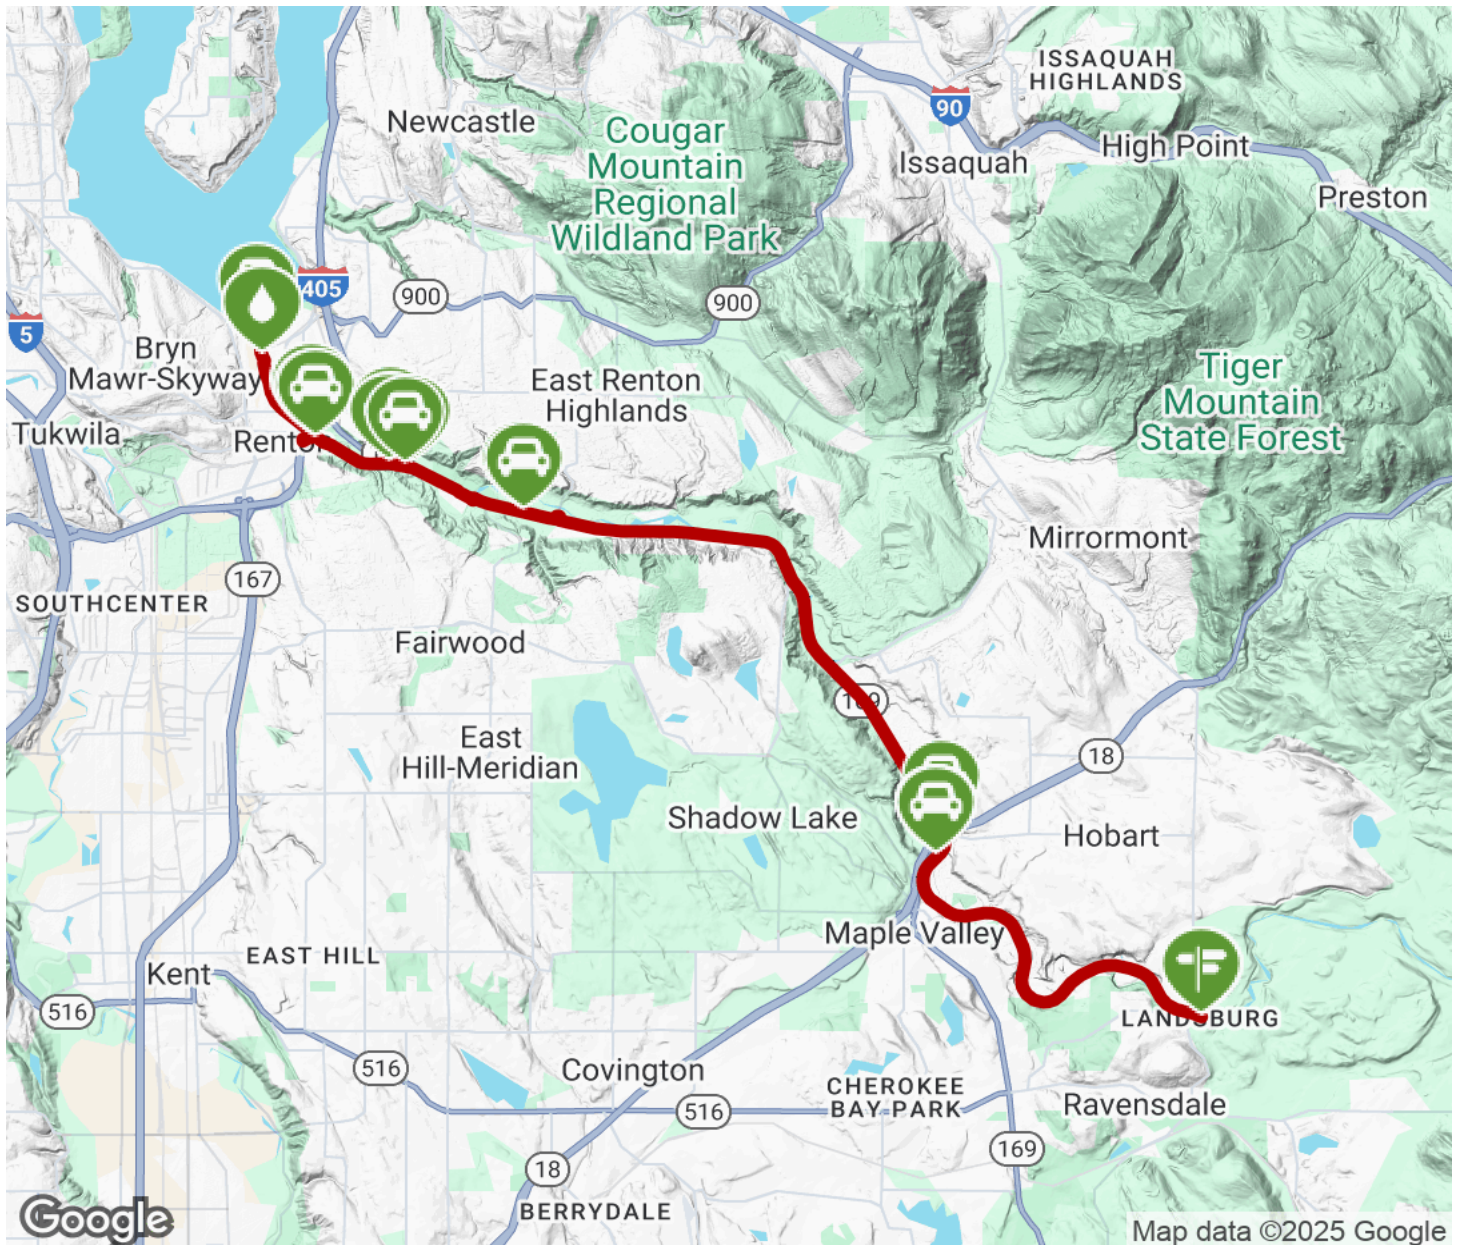 ISSAQUAH
HIGHLANDS
90
Newcastle
Cougar
Mountain
Regional
Wildland Park
High Point
Issaquah
Preston
405
900
900
5
Bryn
Mawr-Skyway
East Renton
Highlands
Tiger
Mountain
State Forest
Tukwila
Renton
Mirrormont
167
SOUTHCENTER
Fairwood
169
East
Hill-Meridian
18
Shadow Lake
Hobart
Maple Valley
EAST HILL
Kent
516
LANDSBURG
516
Covington
CHEROKEE
BAY PARK
516
Ravensdale
169
18
BERRYDALE
Google
Map data ©2025 Google